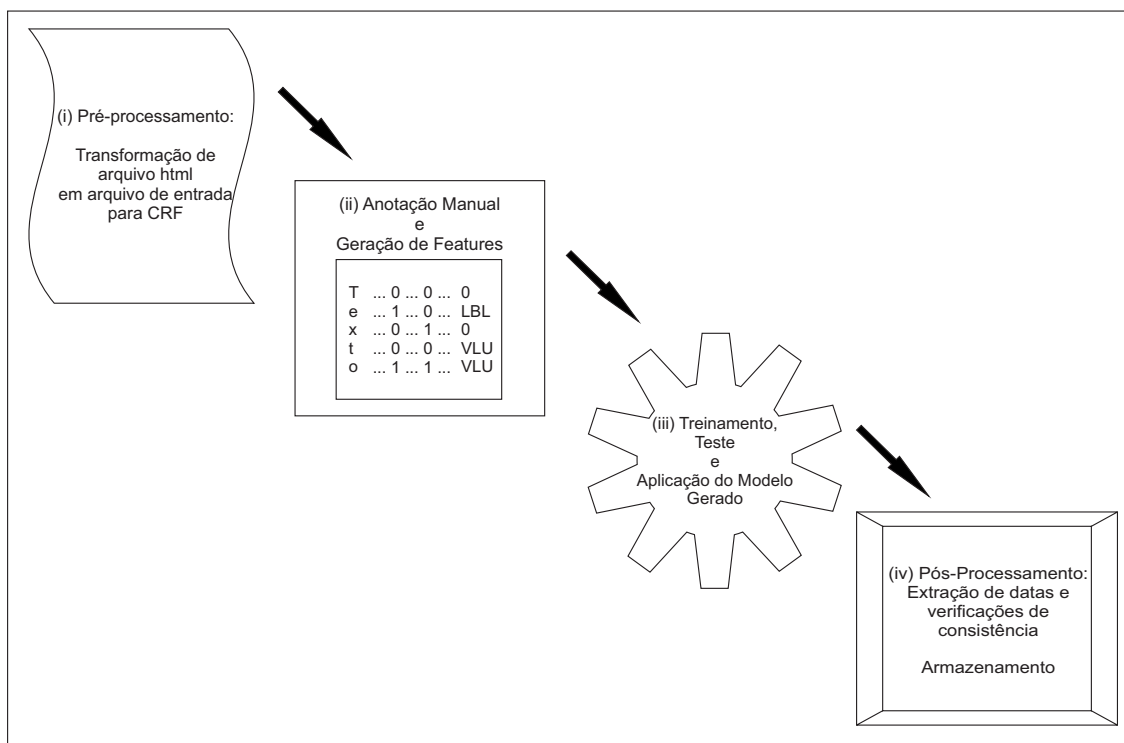 (i) Pré-processamento:
Transformação de
arquivo html
em arquivo de entrada
para CRF
(ii) Anotação Manual
e
Geração de Features
T ... 0 ... 0 ... 0
e ... 1 ... 0 ... LBL
x ... 0 ... 1 ... 0
t ... 0 ... 0 ... VLU
o ... 1 ... 1 ... VLU
(iii) Treinamento,
Teste
e
Aplicação do Modelo
Gerado
(iv) Pós-Processamento:
Extração de datas e
verificações de
consistência
Armazenamento